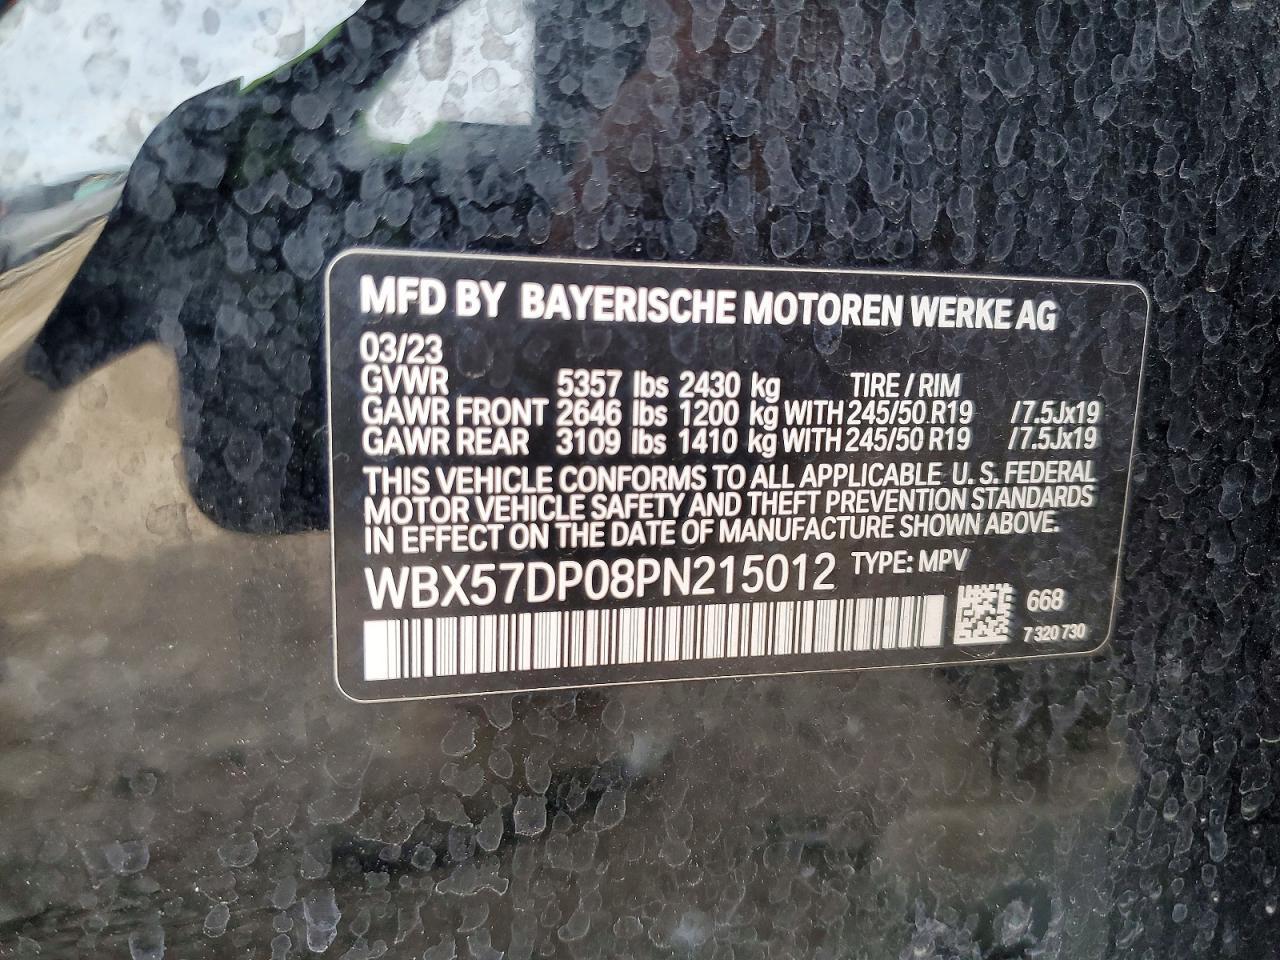 MFD BY BAYERISCHE MOTOREN WERKE AG
03/23
GVWR 5357 lbs 2430 kg TIRE / RIM
GAWR FRONT 2646 lbs 1200 kg WITH 245/50 R19 /7.5Jx19
GAWR REAR 3109 lbs 1410 kg WITH 245/50 R19 /7.5Jx19
THIS VEHICLE CONFORMS TO ALL APPLICABLE U. S. FEDERAL
MOTOR VEHICLE SAFETY AND THEFT PREVENTION STANDARDS
IN EFFECT ON THE DATE OF MANUFACTURE SHOWN ABOVE.
WBX57DP08PN215012 TYPE: MPV
668
7 320 730